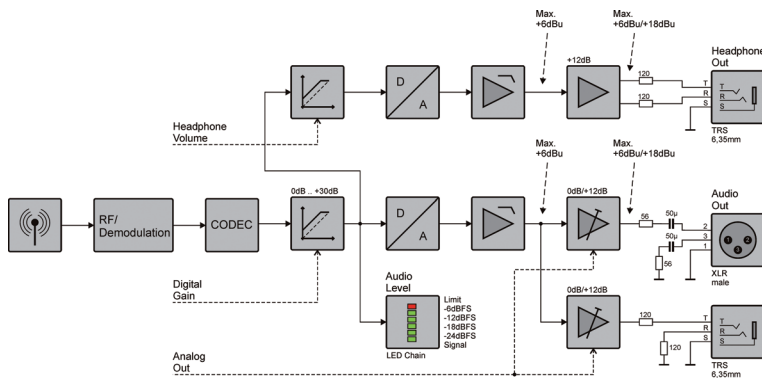 Max.
+6dBu
Max.
+6dBu/+18dBu
Headphone
Out
+12dB
D
A
120
120
T
R
S
T
R
S
TRS
6,35mm
Headphone
Volume
Max.
+6dBu
Max.
+6dBu/+18dBu
Audio
Out
0dB .. +30dB
0dB/+12dB
RF/
Demodulation
CODEC
D
A
56
50µ
50µ
56
2
3
1
1
2
3
XLR
male
Digital
Gain
Audio
Level
Limit
-6dBFS
-12dBFS
-18dBFS
-24dBFS
Signal
LED Chain
0dB/+12dB
120
120
T
R
S
T
R
S
TRS
6,35mm
Analog
Out